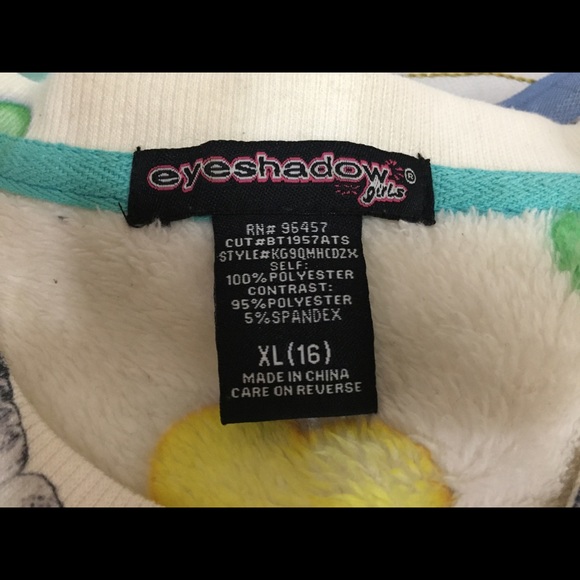 eyeshadow®
girls
RN# 96457
CUT#BT1957ATS
STYLE#KG9QMHCDZX
SELF:
100%POLYESTER
CONTRAST:
95%POLYESTER
5%SPANDEX
XL(16)
MADE IN CHINA
CARE ON REVERSE